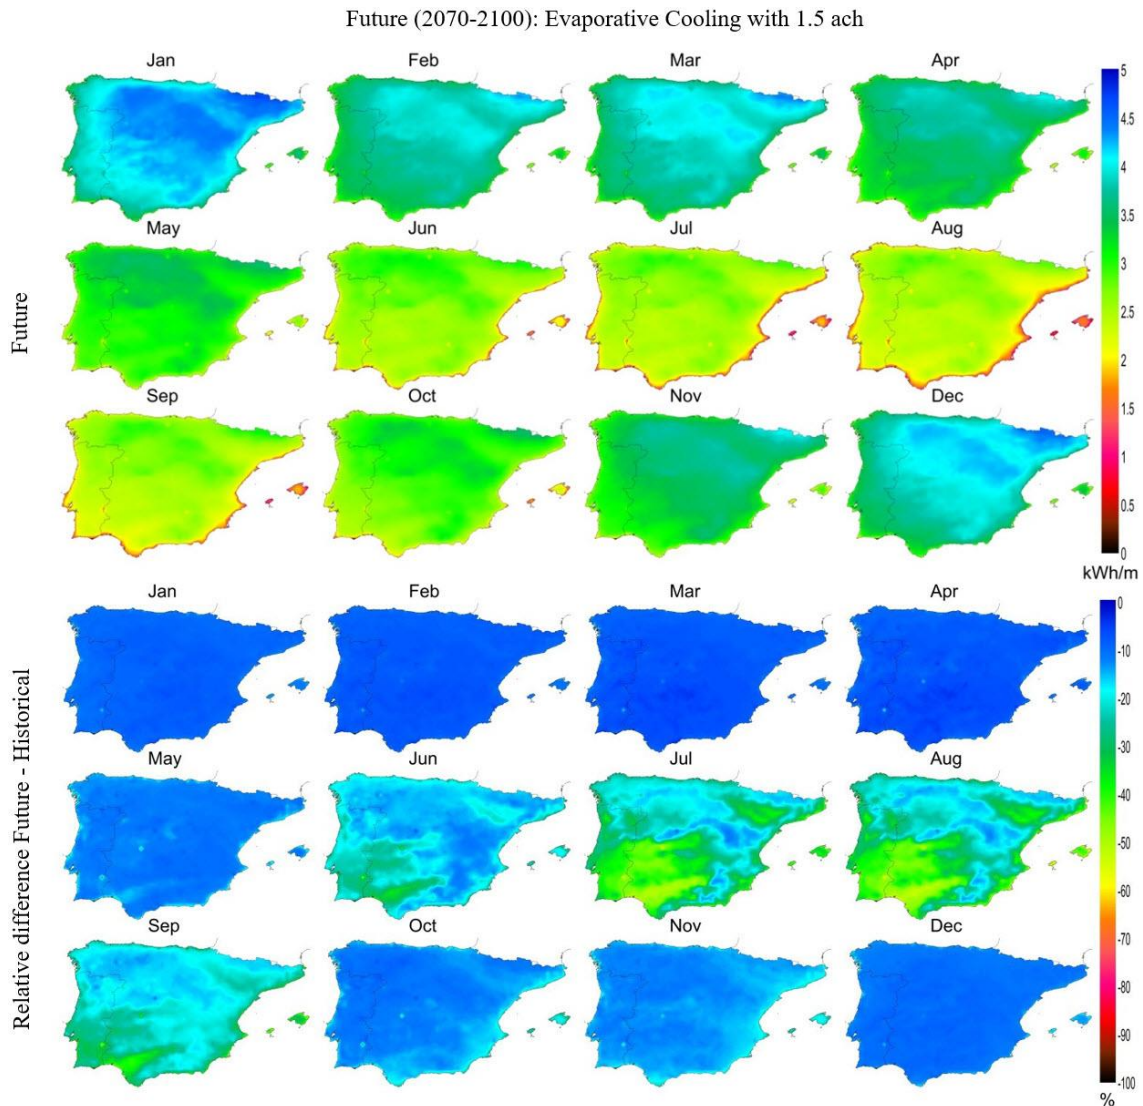 Future (2070-2100): Evaporative Cooling with 1.5 ach
Future
Jan Feb Mar Apr
May Jun Jul Aug
Sep Oct Nov Dec
5
4.5
4
3.5
3
2.5
2
1.5
1
0.5
0
kWh/m
Relative difference Future - Historical
Jan Feb Mar Apr
May Jun Jul Aug
Sep Oct Nov Dec
0
-10
-20
-30
-40
-50
-60
-70
-80
-90
-100
%